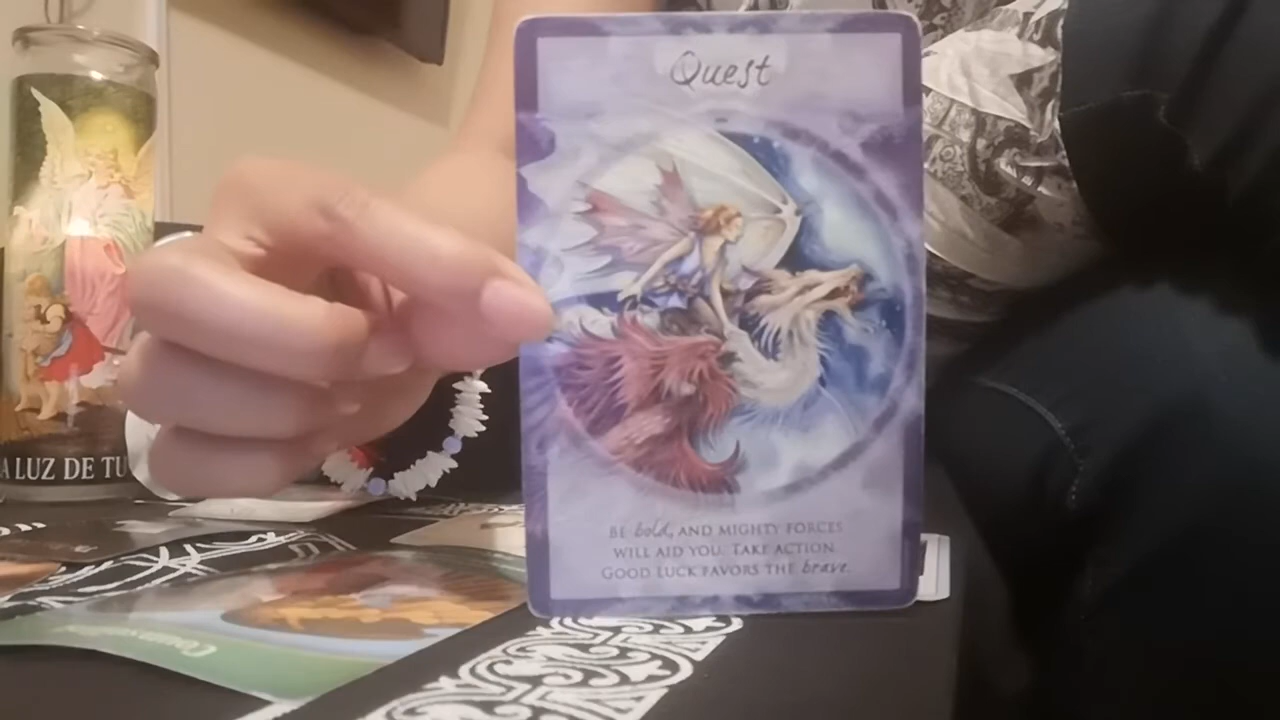 Quest
BE bold, AND MIGHTY FORCES
WILL AID YOU. TAKE ACTION.
GOOD LUCK FAVORS THE brave.
A LUZ DE TU